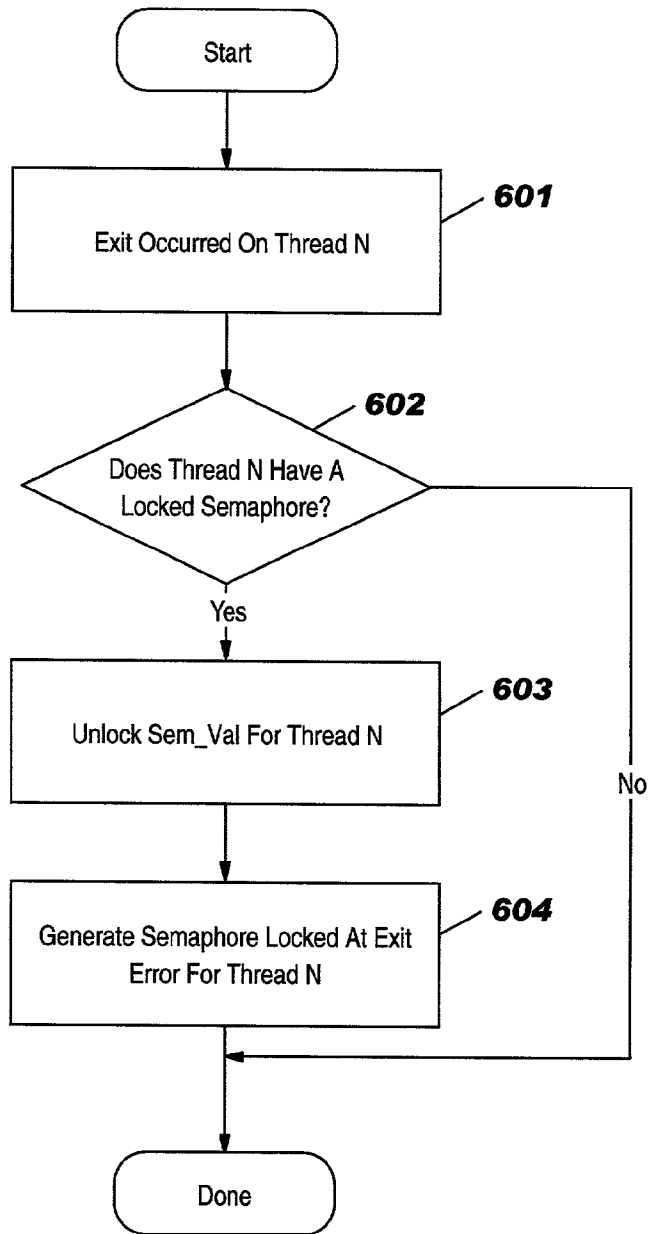 Start
601
Exit Occurred On Thread N
602
Does Thread N Have A
Locked Semaphore?
Yes
603
Unlock Sem_Val For Thread N
No
604
Generate Semaphore Locked At Exit
Error For Thread N
Done